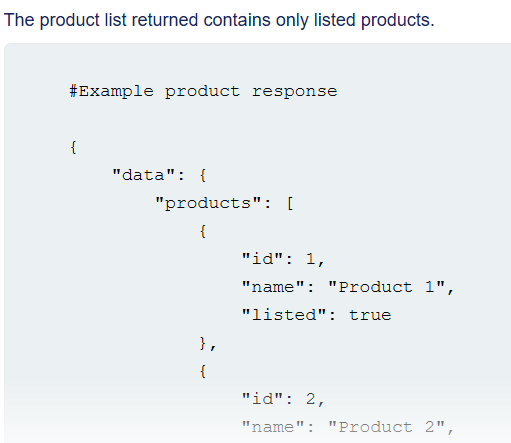 The product list returned contains only listed products.
#Example product response
{
"data": {
"products": [
{
"id": 1,
"name": "Product 1",
"listed": true
},
{
"id": 2,
"name": "Product 2",